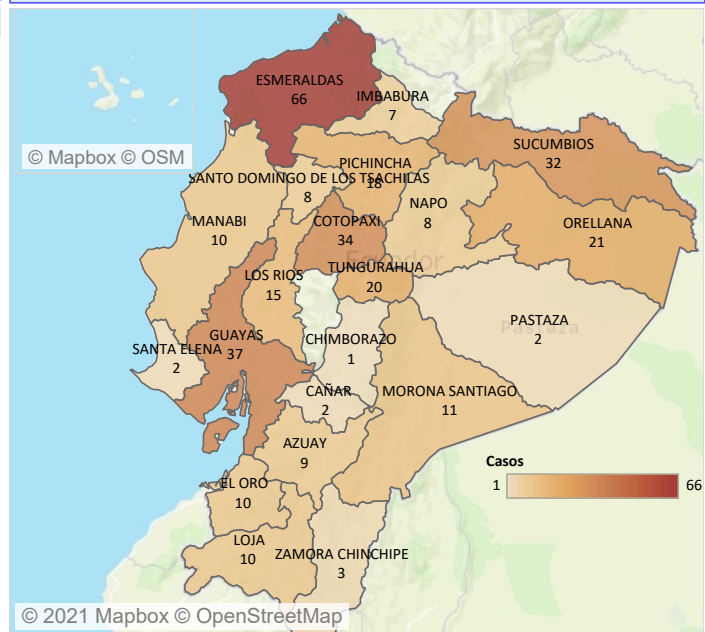 ESMERALDAS
66
IMBABURA
7
© Mapbox © OSM
SUCUMBIOS
32
PICHINCHA
18
SANTO DOMINGO DE LOS TSACHILAS
8
NAPO
8
MANABI
10
COTOPAXI
34
ORELLANA
21
Ecuador
LOS RIOS
15
TUNGURAHUA
20
PASTAZA
Pastaza
2
GUAYAS
37
SANTA ELENA
2
CHIMBORAZO
1
CAÑAR
2
MORONA SANTIAGO
11
AZUAY
9
Casos
1
66
EL ORO
10
LOJA
10
ZAMORA CHINCHIPE
3
© 2021 Mapbox © OpenStreetMap